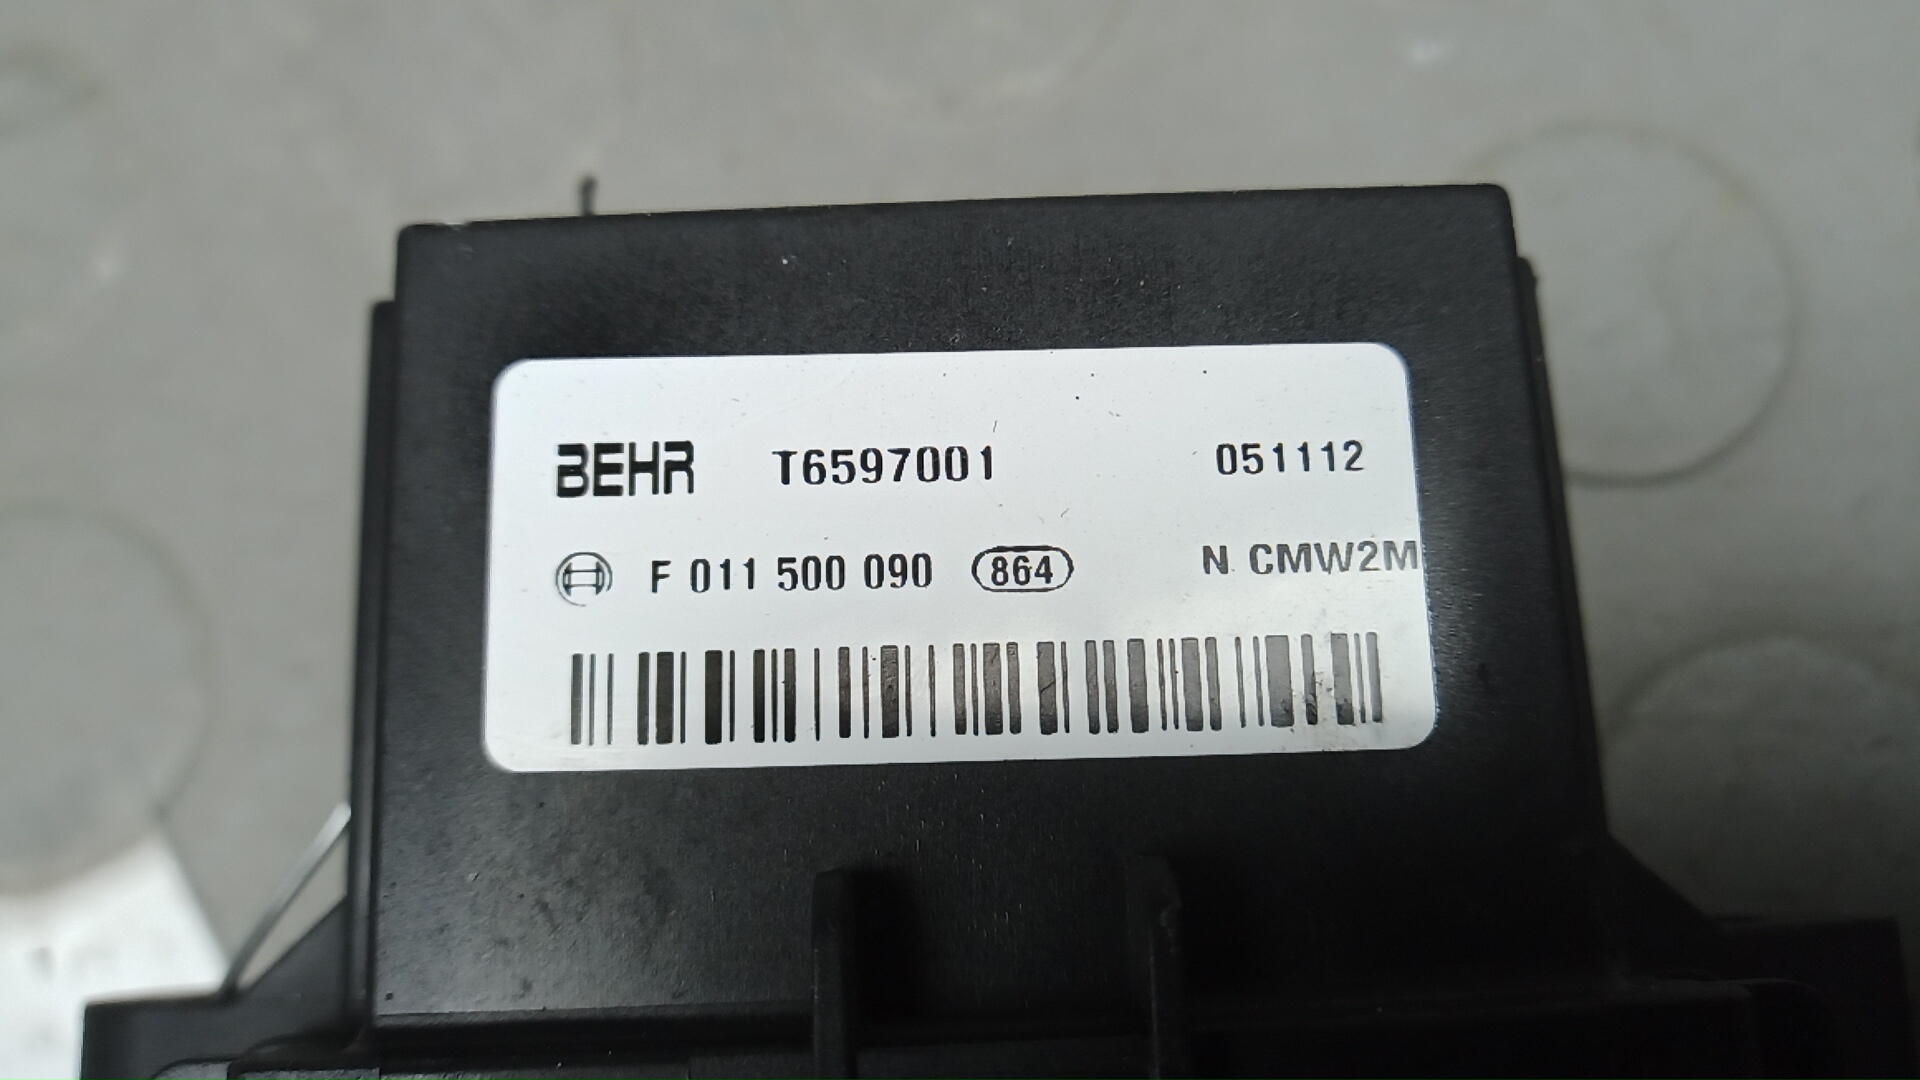 BEHR T6597001 051112
F 011 500 090 864 N CMW2M